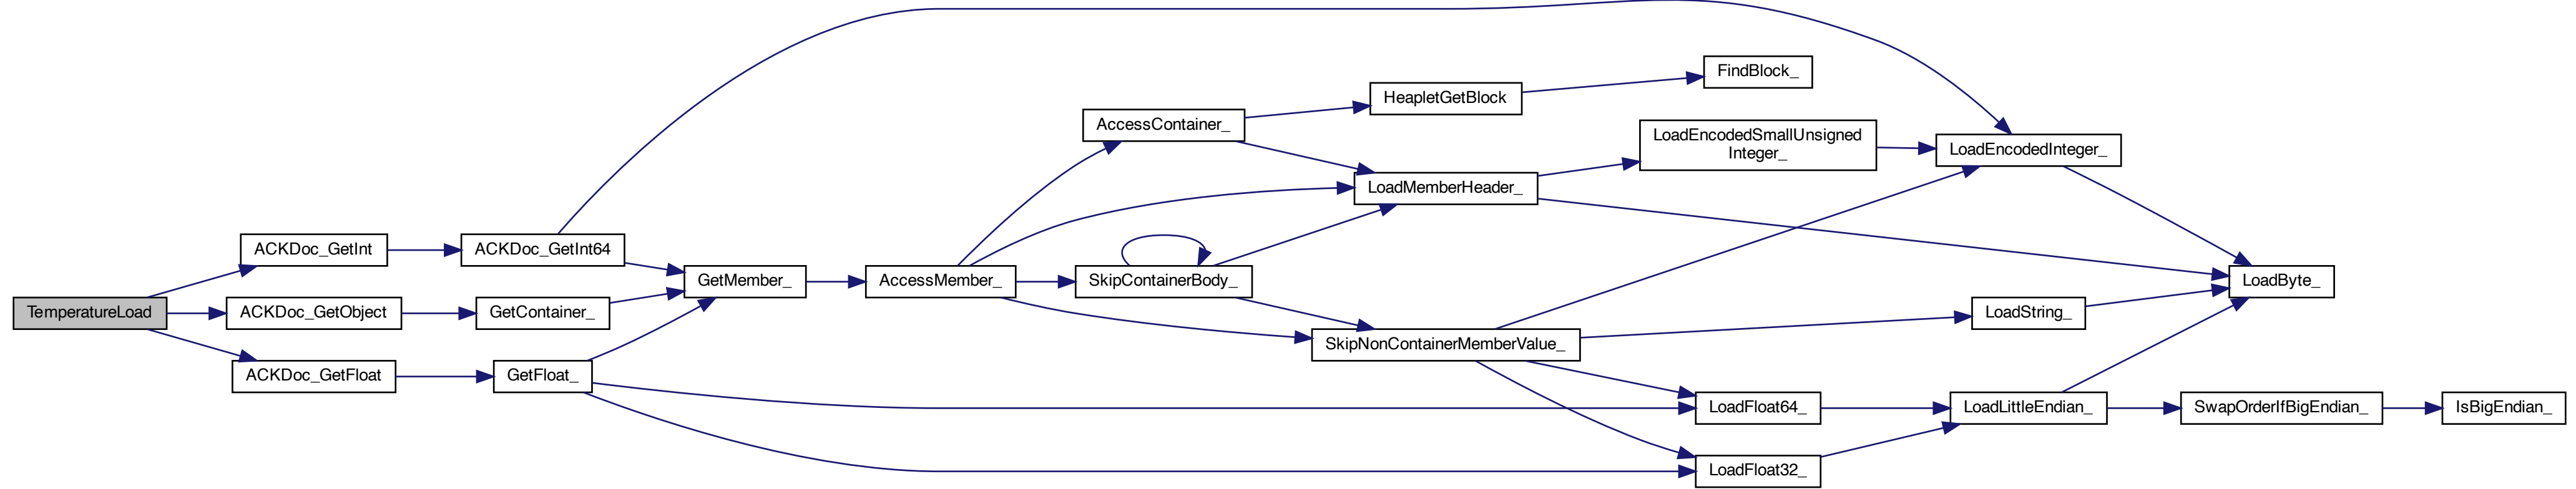 TemperatureLoad
ACKDoc_GetInt
ACKDoc_GetObject
ACKDoc_GetFloat
ACKDoc_GetInt64
GetContainer_
GetFloat_
GetMember_
AccessMember_
AccessContainer_
SkipContainerBody_
HeapletGetBlock
LoadMemberHeader_
SkipNonContainerMemberValue_
FindBlock_
LoadEncodedSmallUnsigned
Integer_
LoadFloat64_
LoadFloat32_
LoadEncodedInteger_
LoadString_
LoadLittleEndian_
LoadByte_
SwapOrderIfBigEndian_
IsBigEndian_